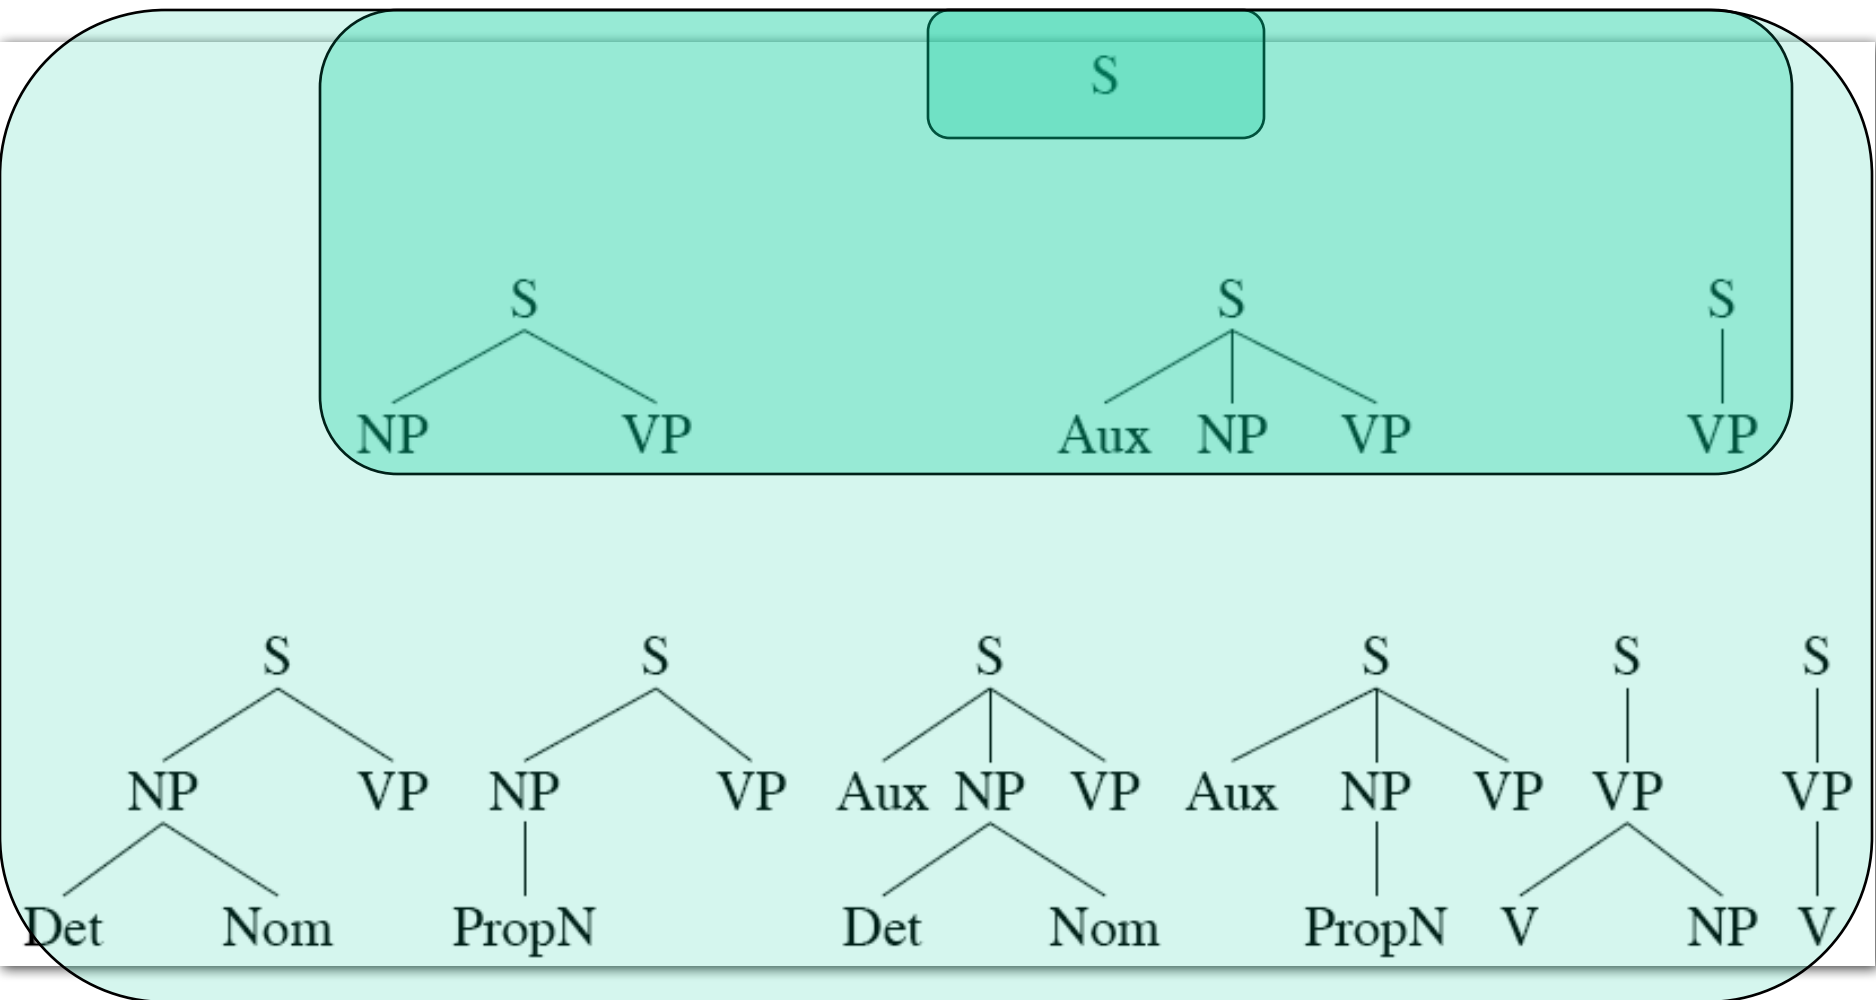 S
S S S
NP VP Aux NP VP VP
S S S S S S
NP VP NP VP Aux NP VP Aux NP VP VP VP
Det Nom PropN Det Nom PropN V NP V